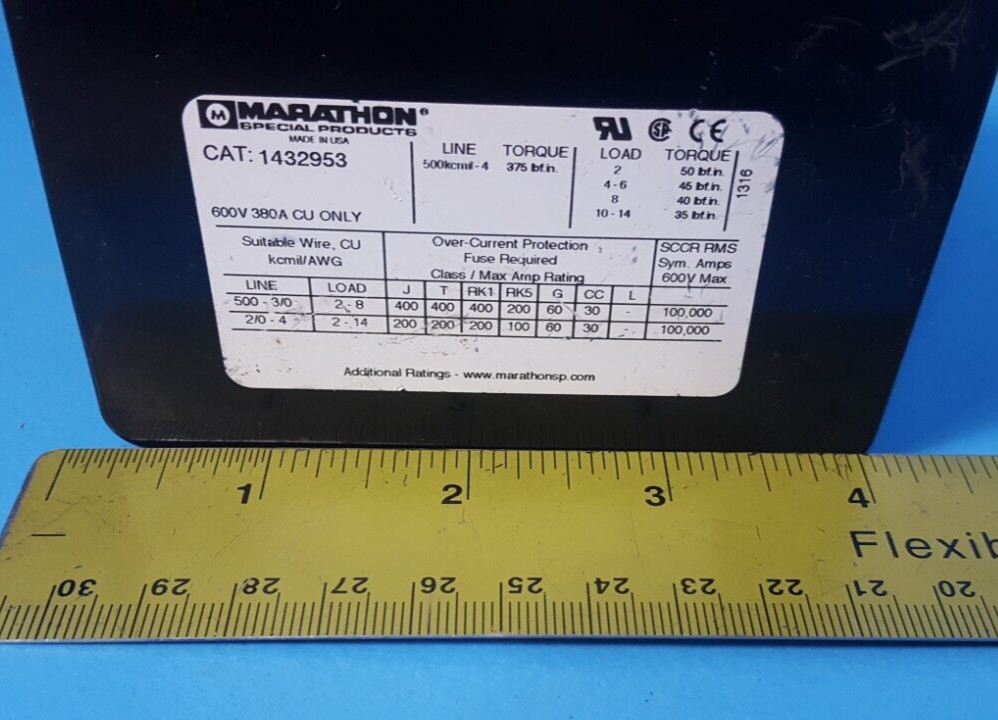 MARATHON®
SPECIAL PRODUCTS
MADE IN USA
CAT: 1432953
600V 380A CU ONLY
LINE TORQUE
500kcmil - 4 375 lbf.in.
LOAD TORQUE
2 50 lbf.in.
4 - 6 45 lbf.in.
8 40 lbf.in.
10 - 14 35 lbf.in.
1316
Suitable Wire, CU
kcmil/AWG
Over-Current Protection
Fuse Required
Class / Max Amp Rating
SCCR RMS
Sym. Amps
600V Max
LINE LOAD J T RK1 RK5 G CC L
500 - 3/0 2 - 8 400 400 400 200 60 30 - 100,000
2/0 - 4 2 - 14 200 200 200 100 60 30 - 100,000
Additional Ratings - www.marathonsp.com
1 2 3 4
Flexib
30 29 28 27 26 25 24 23 22 21 20